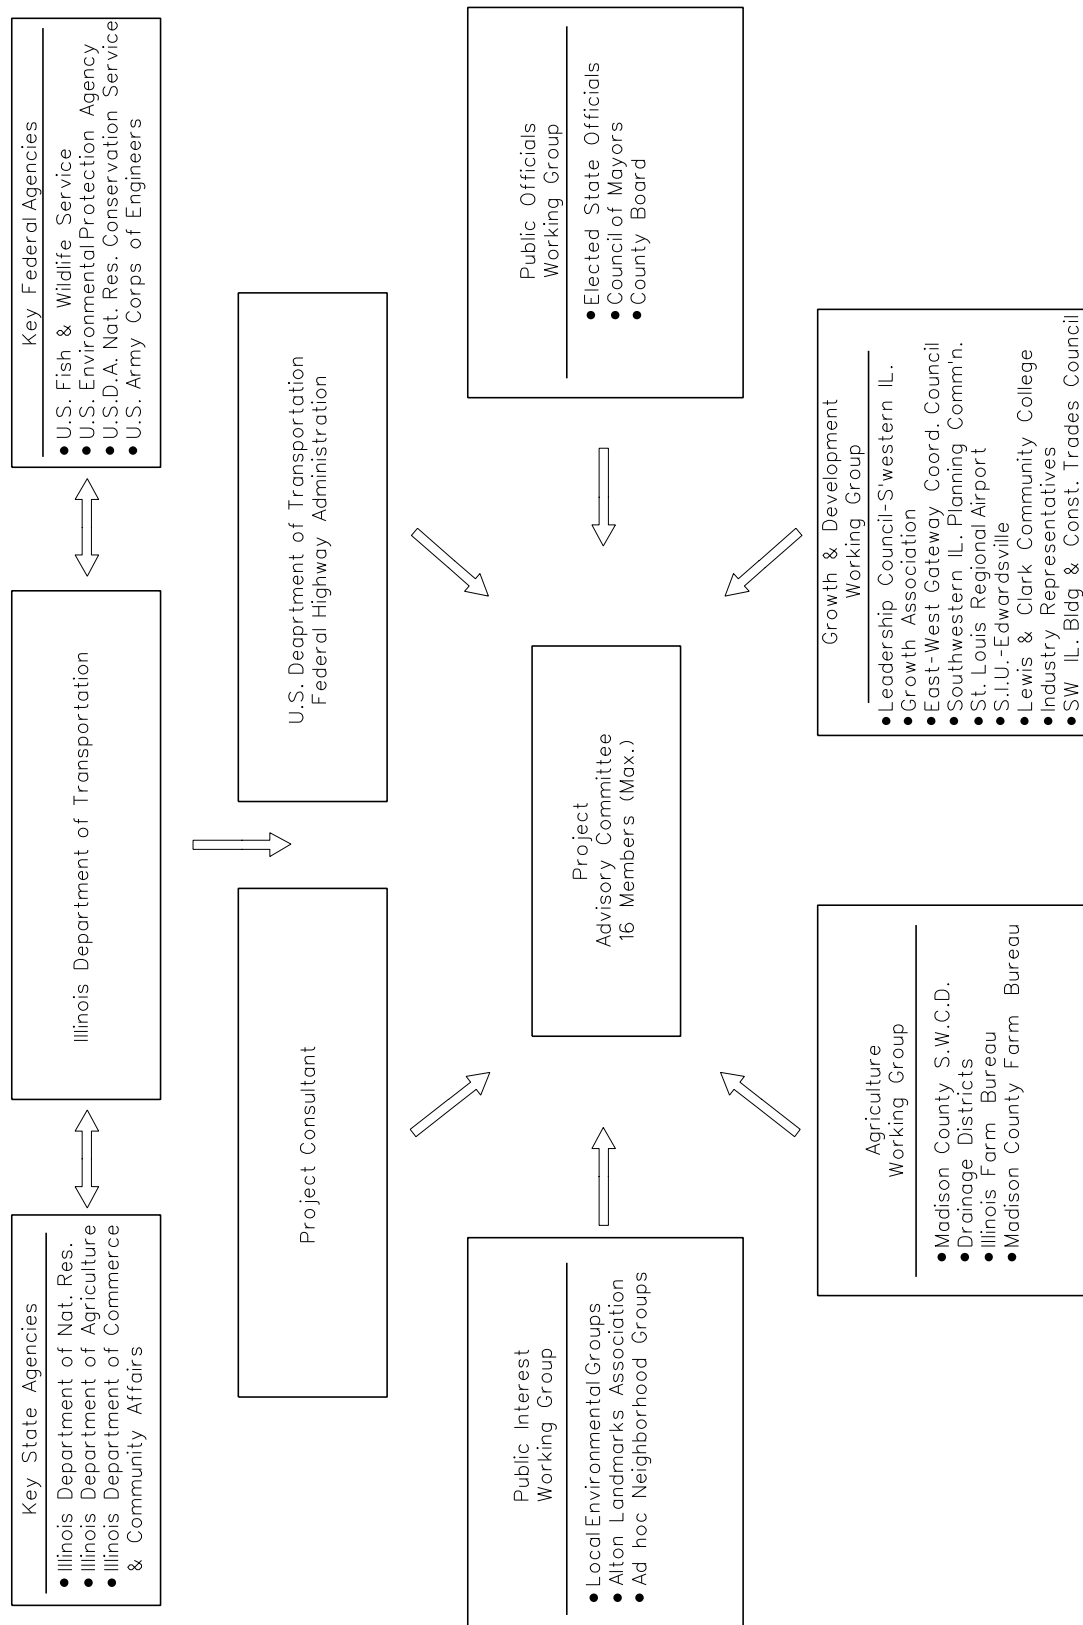 Key State Agencies
Illinois Department of Nat. Res.
Illinois Department of Agriculture
Illinois Department of Commerce
& Community Affairs
Illinois Department of Transportation
Key Federal Agencies
U.S. Fish & Wildlife Service
U.S. Environmental Protection Agency
U.S.D.A. Nat. Res. Conservation Service
U.S. Army Corps of Engineers
Project Consultant
U.S. Deaprtment of Transportation
Federal Highway Administration
Public Interest
Working Group
Local Environmental Groups
Alton Landmarks Association
Ad hoc Neighborhood Groups
Project
Advisory Committee
16 Members (Max.)
Public Officials
Working Group
Elected State Officials
Council of Mayors
County Board
Agriculture
Working Group
Madison County S.W.C.D.
Drainage Districts
Illinois Farm Bureau
Madison County Farm Bureau
Growth & Development
Working Group
Leadership Council-S'western IL.
Growth Association
East-West Gateway Coord. Council
Southwestern IL. Planning Comm'n.
St. Louis Regional Airport
S.I.U.-Edwardsville
Lewis & Clark Community College
Industry Representatives
SW IL. Bldg & Const. Trades Council